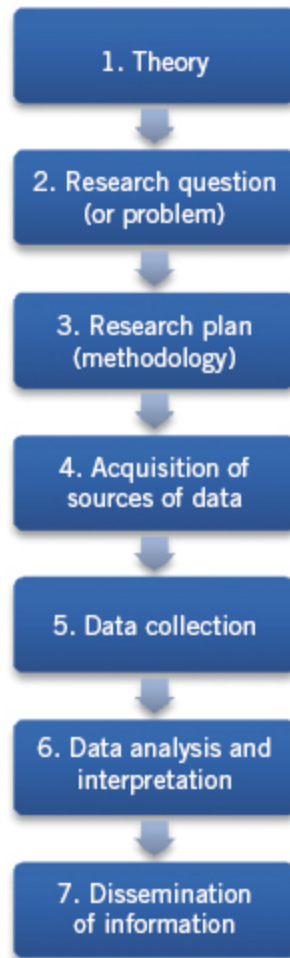 1. Theory
2. Research question
(or problem)
3. Research plan
(methodology)
4. Acquisition of
sources of data
5. Data collection
6. Data analysis and
interpretation
7. Dissemination
of information